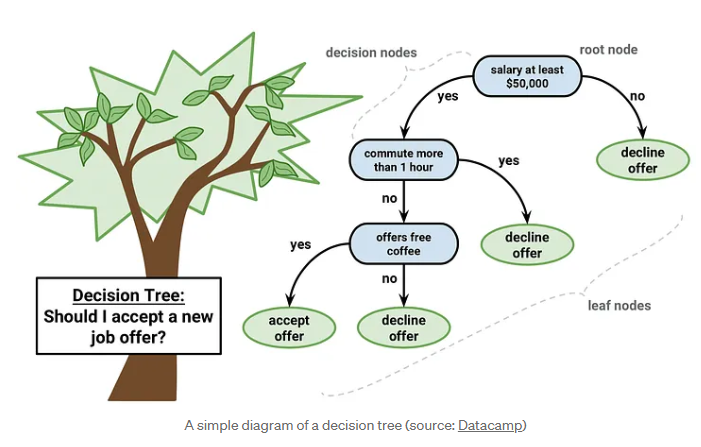 decision nodes
root node
salary at least
$50,000
yes
no
commute more
than 1 hour
decline
offer
yes
no
offers free
coffee
decline
offer
yes
no
leaf nodes
accept
offer
decline
offer
Decision Tree:
Should I accept a new
job offer?
A simple diagram of a decision tree (source: Datacamp)